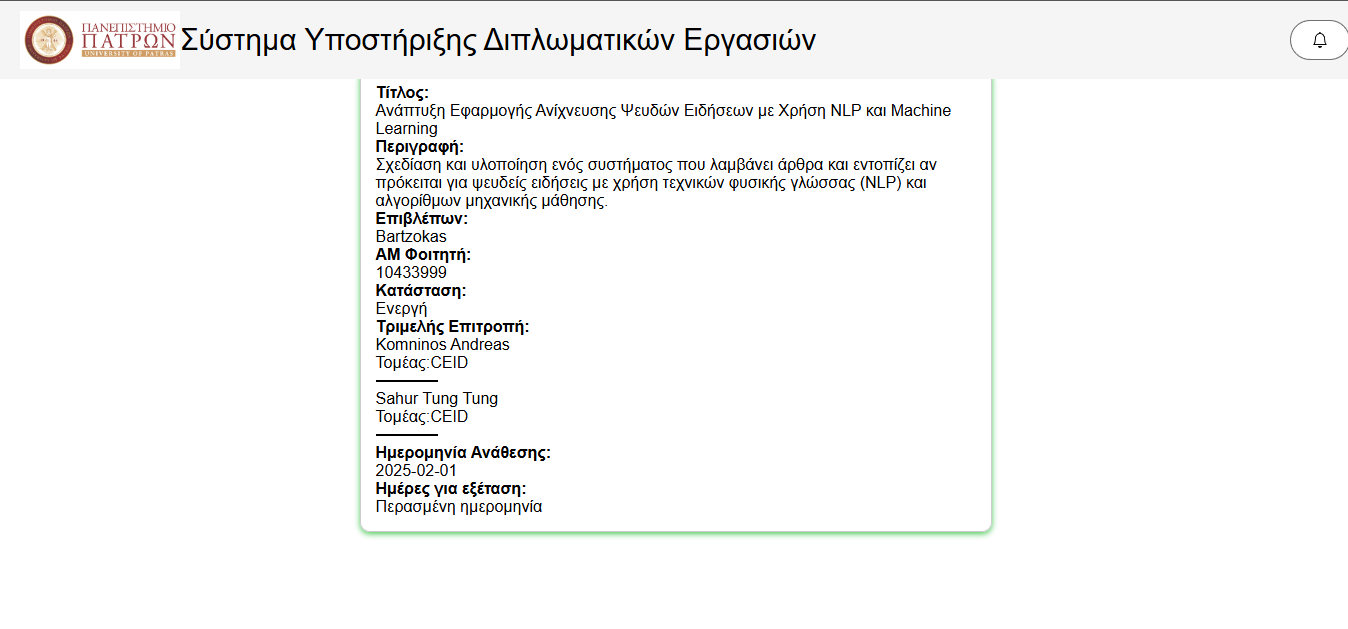 ΠΑΝΕΠΙΣΤΗΜΙΟ
ΠΑΤΡΩΝ
UNIVERSITY OF PATRAS
Σύστημα Υποστήριξης Διπλωματικών Εργασιών
Τίτλος:
Ανάπτυξη Εφαρμογής Ανίχνευσης Ψευδών Ειδήσεων με Χρήση NLP και Machine
Learning
Περιγραφή:
Σχεδίαση και υλοποίηση ενός συστήματος που λαμβάνει άρθρα και εντοπίζει αν
πρόκειται για ψευδείς ειδήσεις με χρήση τεχνικών φυσικής γλώσσας (NLP) και
αλγορίθμων μηχανικής μάθησης.
Επιβλέπων:
Bartzokas
ΑΜ Φοιτητή:
10433999
Κατάσταση:
Ενεργή
Τριμελής Επιτροπή:
Komninos Andreas
Τομέας:CEID
Sahur Tung Tung
Τομέας:CEID
Ημερομηνία Ανάθεσης:
2025-02-01
Ημέρες για εξέταση:
Περασμένη ημερομηνία